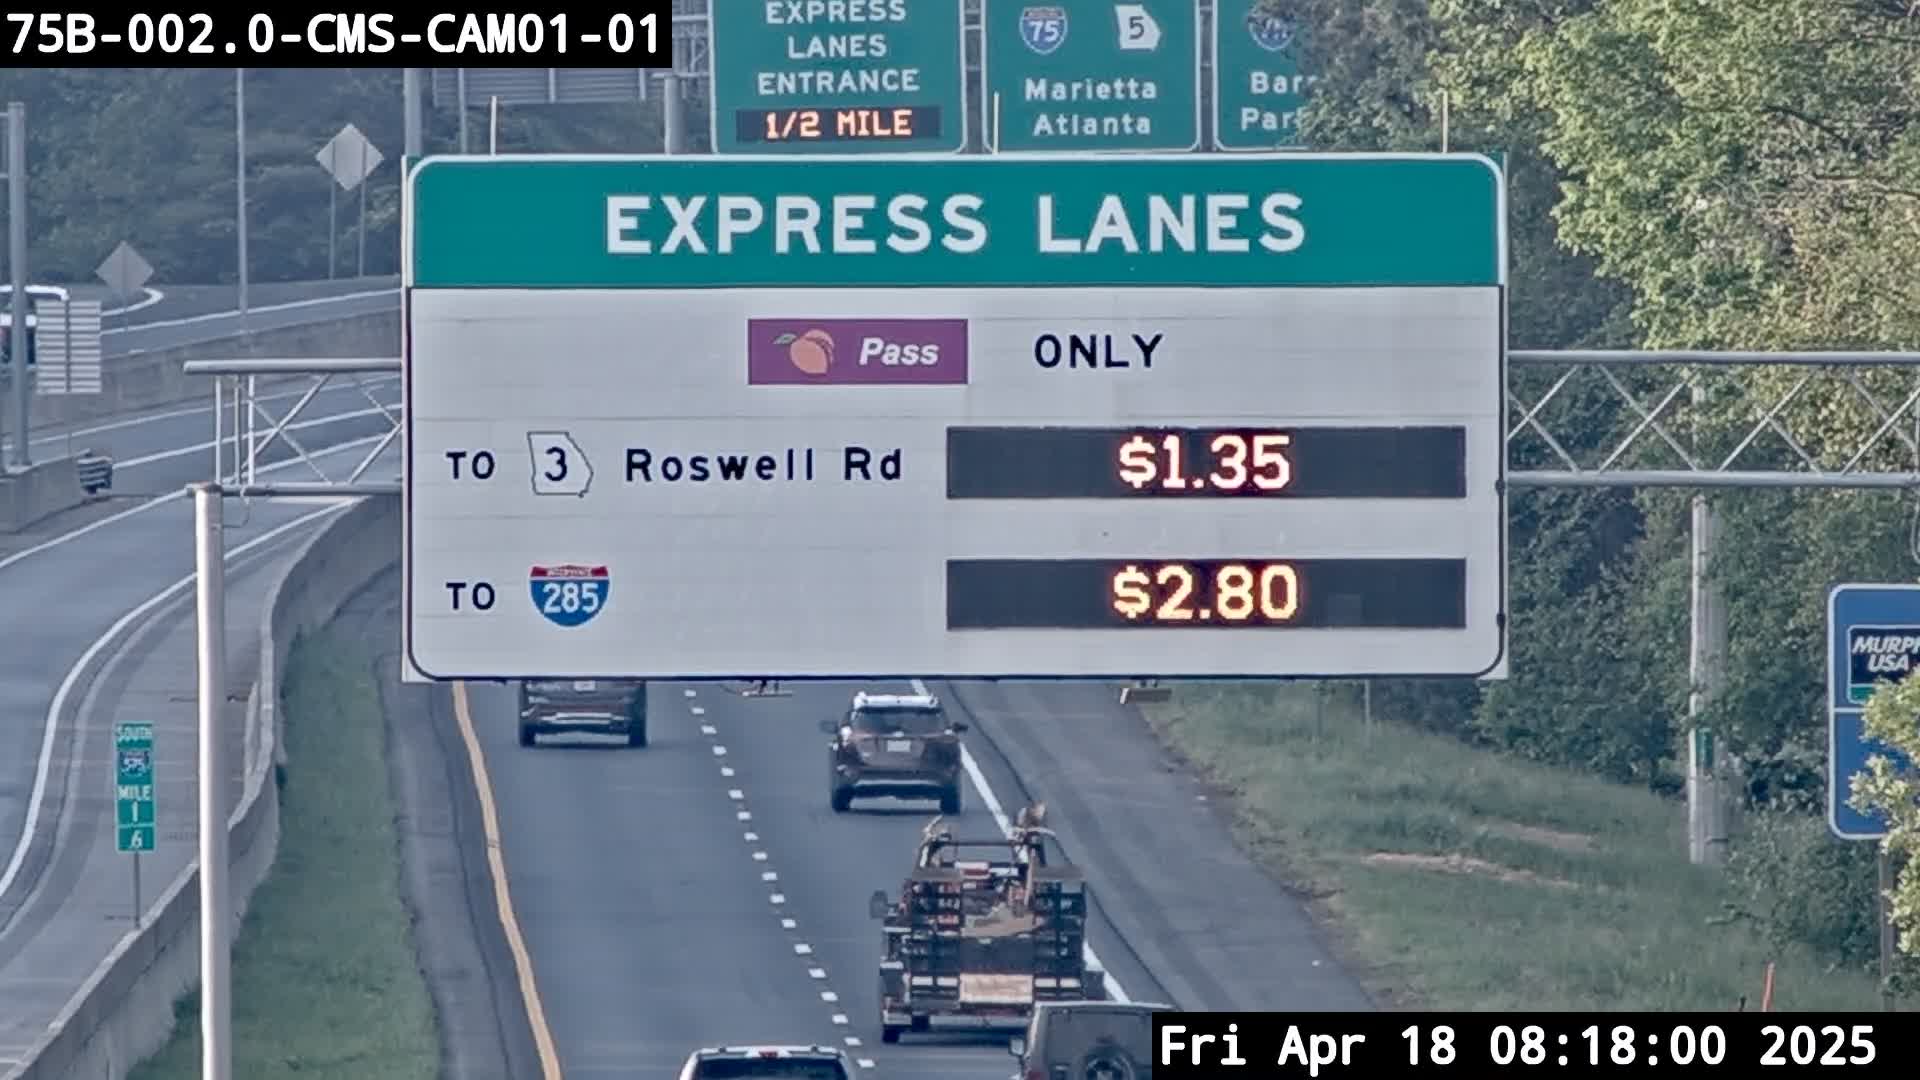 75B-002.0-CMS-CAM01-01
EXPRESS
LANES
ENTRANCE
1/2 MILE
75 5
Marietta
Atlanta
EXPRESS LANES
Pass ONLY
TO 3 Roswell Rd $1.35
TO 285 $2.80
SOUTH
575
MILE
1
.6
MURP
USA
Fri Apr 18 08:18:00 2025